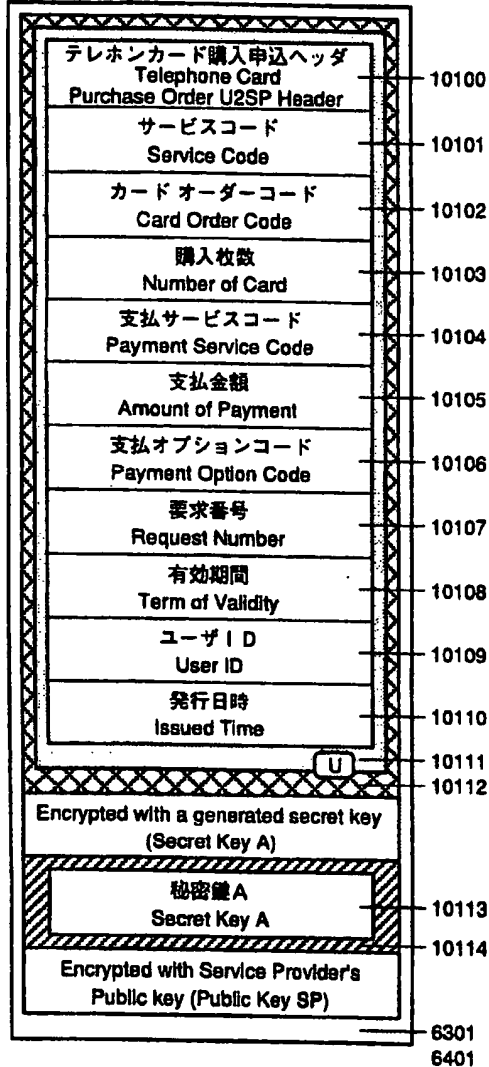 テレホンカード購入申込ヘッダ
Telephone Card
Purchase Order U2SP Header
10100
サービスコード
Service Code
10101
カード オーダーコード
Card Order Code
10102
購入枚数
Number of Card
10103
支払サービスコード
Payment Service Code
10104
支払金額
Amount of Payment
10105
支払オプションコード
Payment Option Code
10106
要求番号
Request Number
10107
有効期間
Term of Validity
10108
ユーザID
User ID
10109
発行日時
Issued Time
10110
U
10111
10112
Encrypted with a generated secret key
(Secret Key A)
秘密鍵A
Secret Key A
10113
10114
Encrypted with Service Provider's
Public key (Public Key SP)
6301
6401